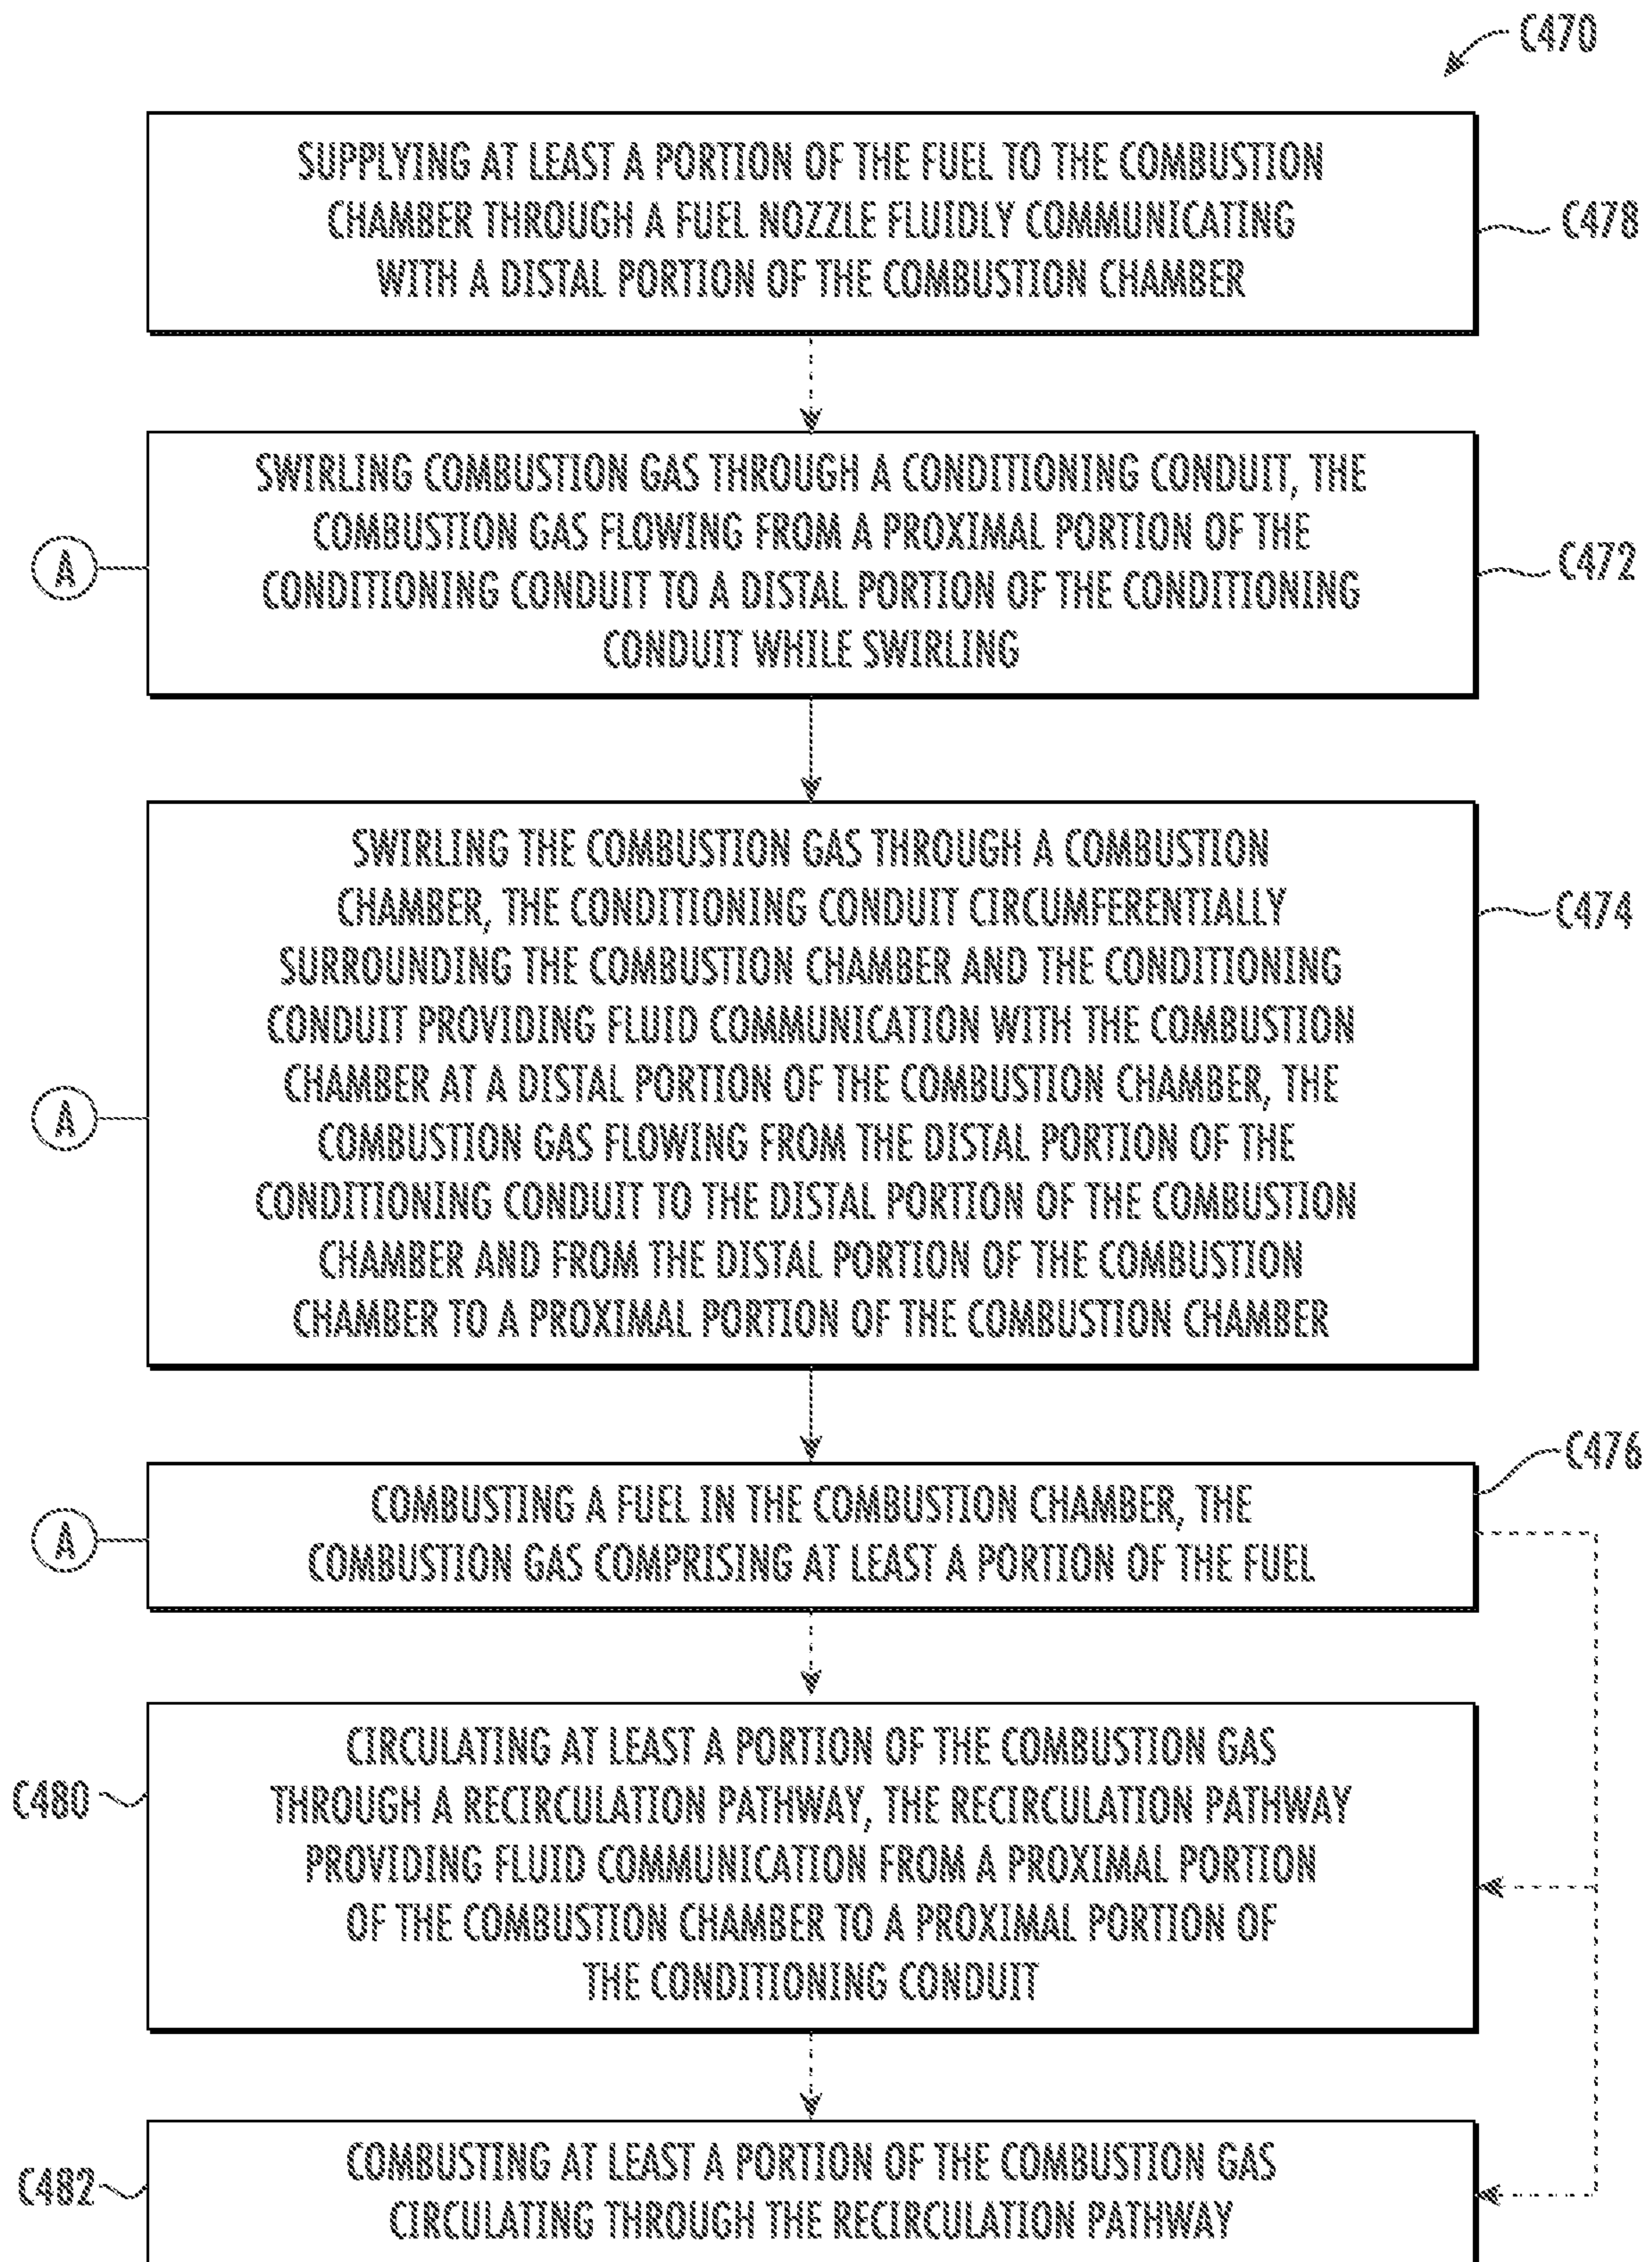 C470
SUPPLYING AT LEAST A PORTION OF THE FUEL TO THE COMBUSTION
CHAMBER THROUGH A FUEL NOZZLE FLUIDLY COMMUNICATING
WITH A DISTAL PORTION OF THE COMBUSTION CHAMBER
C478
SWIRLING COMBUSTION GAS THROUGH A CONDITIONING CONDUIT, THE
COMBUSTION GAS FLOWING FROM A PROXIMAL PORTION OF THE
CONDITIONING CONDUIT TO A DISTAL PORTION OF THE CONDITIONING
CONDUIT WHILE SWIRLING
A
C472
SWIRLING THE COMBUSTION GAS THROUGH A COMBUSTION
CHAMBER, THE CONDITIONING CONDUIT CIRCUMFERENTIALLY
SURROUNDING THE COMBUSTION CHAMBER AND THE CONDITIONING
CONDUIT PROVIDING FLUID COMMUNICATION WITH THE COMBUSTION
CHAMBER AT A DISTAL PORTION OF THE COMBUSTION CHAMBER, THE
COMBUSTION GAS FLOWING FROM THE DISTAL PORTION OF THE
CONDITIONING CONDUIT TO THE DISTAL PORTION OF THE COMBUSTION
CHAMBER AND FROM THE DISTAL PORTION OF THE COMBUSTION
CHAMBER TO A PROXIMAL PORTION OF THE COMBUSTION CHAMBER
A
C474
COMBUSTING A FUEL IN THE COMBUSTION CHAMBER, THE
COMBUSTION GAS COMPRISING AT LEAST A PORTION OF THE FUEL
A
C476
CIRCULATING AT LEAST A PORTION OF THE COMBUSTION GAS
THROUGH A RECIRCULATION PATHWAY, THE RECIRCULATION PATHWAY
PROVIDING FLUID COMMUNICATION FROM A PROXIMAL PORTION
OF THE COMBUSTION CHAMBER TO A PROXIMAL PORTION OF
THE CONDITIONING CONDUIT
C480
COMBUSTING AT LEAST A PORTION OF THE COMBUSTION GAS
CIRCULATING THROUGH THE RECIRCULATION PATHWAY
C482